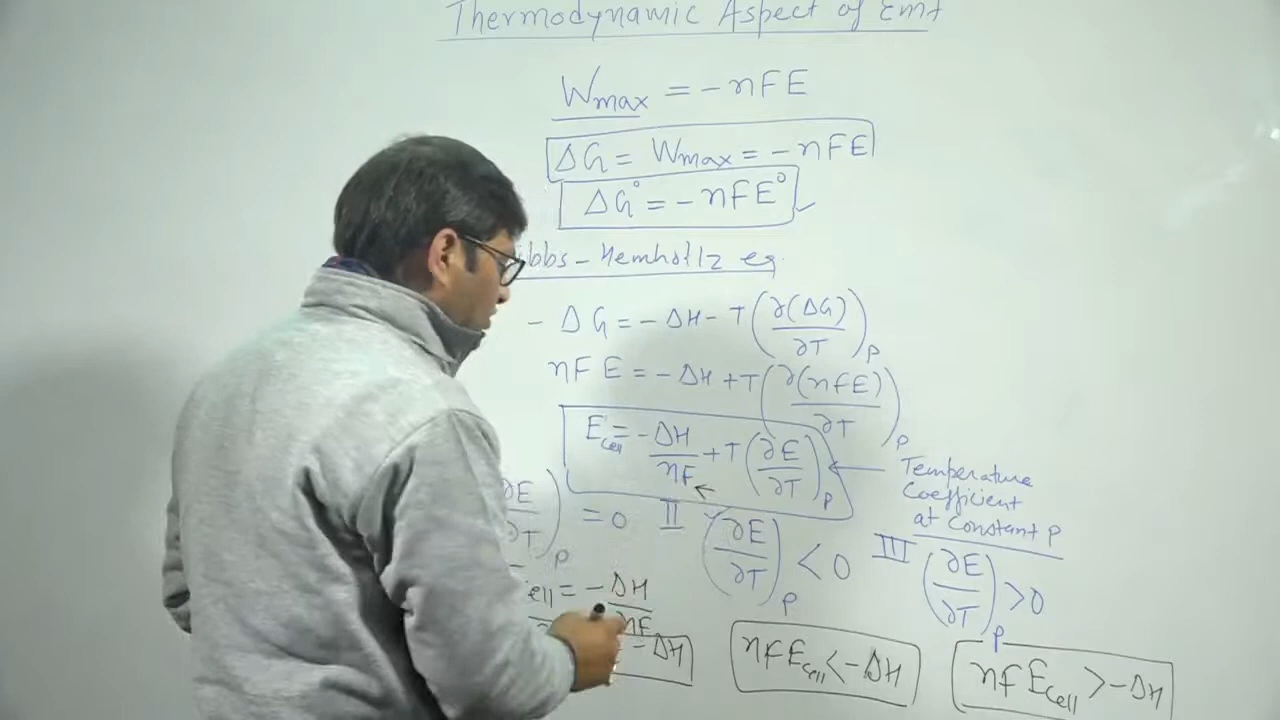 Thermodynamic Aspect of Emf
Wmax = -nFE
ΔG = Wmax = -nFE
ΔG° = -nFE°
ibbs - Hemholtz eq
- ΔG = -ΔH - T (∂(ΔG)/∂T)P
nFE = -ΔH + T (∂(nFE)/∂T)P
Ecell = -ΔH/nF + T (∂E/∂T)P ←
Temperature
Coefficient
at Constant P
∂E/∂T)P = 0
II (∂E/∂T)P < 0
III (∂E/∂T)P > 0
ell = -ΔH/nF
-ΔH
nFEcell < -ΔH
nFEcell > -ΔH